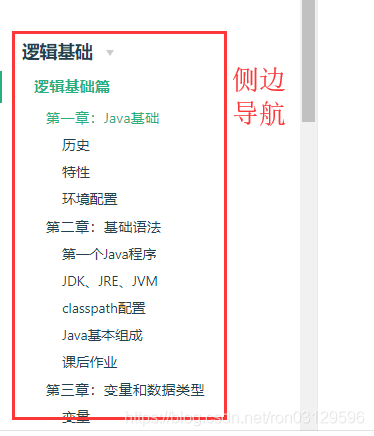 逻辑基础
逻辑基础篇
第一章：Java基础
历史
特性
环境配置
第二章：基础语法
第一个Java程序
JDK、JRE、JVM
classpath配置
Java基本组成
课后作业
第三章：变量和数据类型
变量
侧边
导航
https://blog.csdn.net/ron03129596